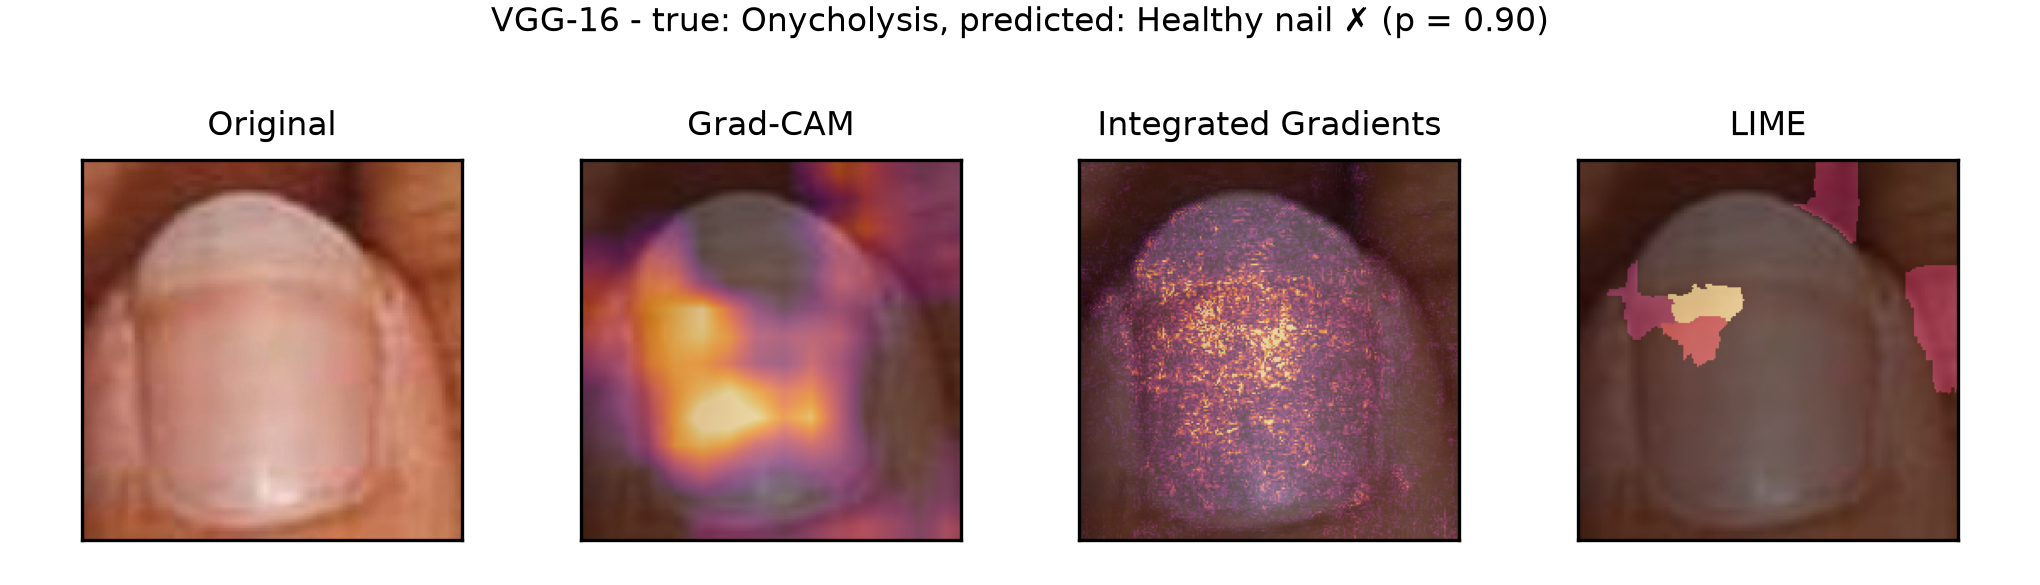 VGG-16 - true: Onycholysis, predicted: Healthy nail ✗ (p = 0.90)
Original
Grad-CAM
Integrated Gradients
LIME